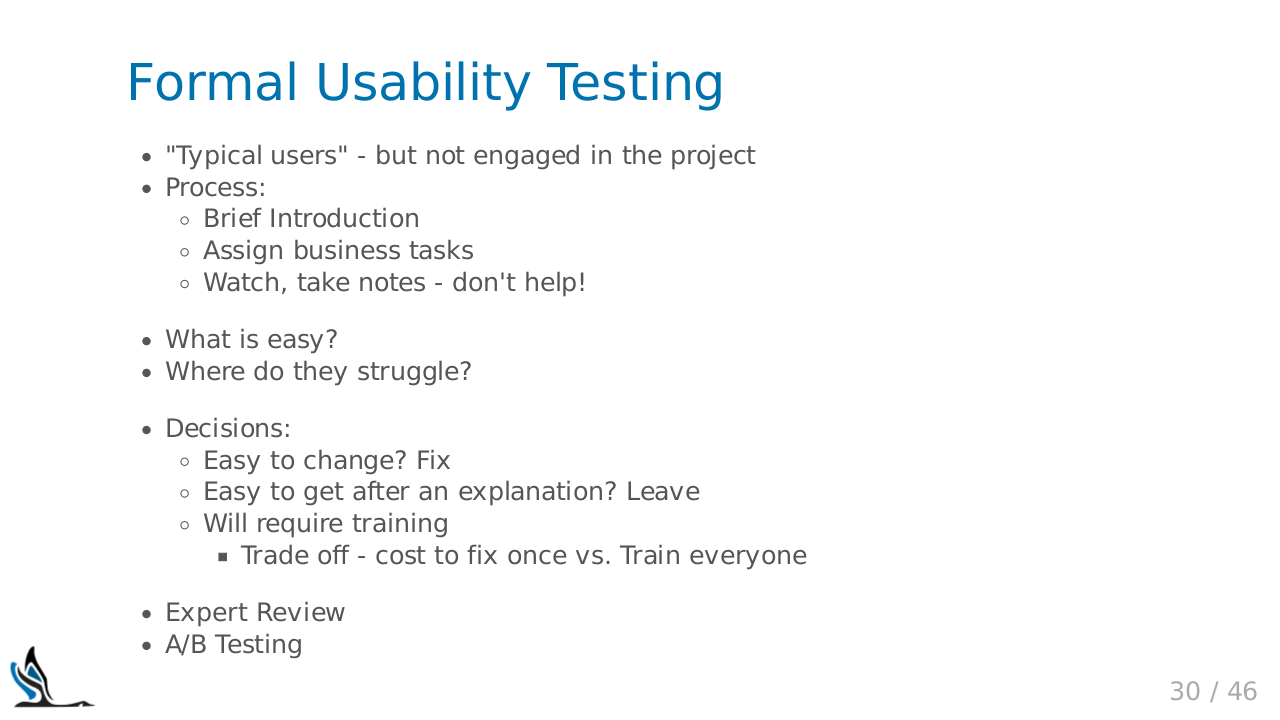 Formal Usability Testing
"Typical users" - but not engaged in the project
Process:
Brief Introduction
Assign business tasks
Watch, take notes - don't help!
What is easy?
Where do they struggle?
Decisions:
Easy to change? Fix
Easy to get after an explanation? Leave
Will require training
Trade off - cost to fix once vs. Train everyone
Expert Review
A/B Testing
30 / 46